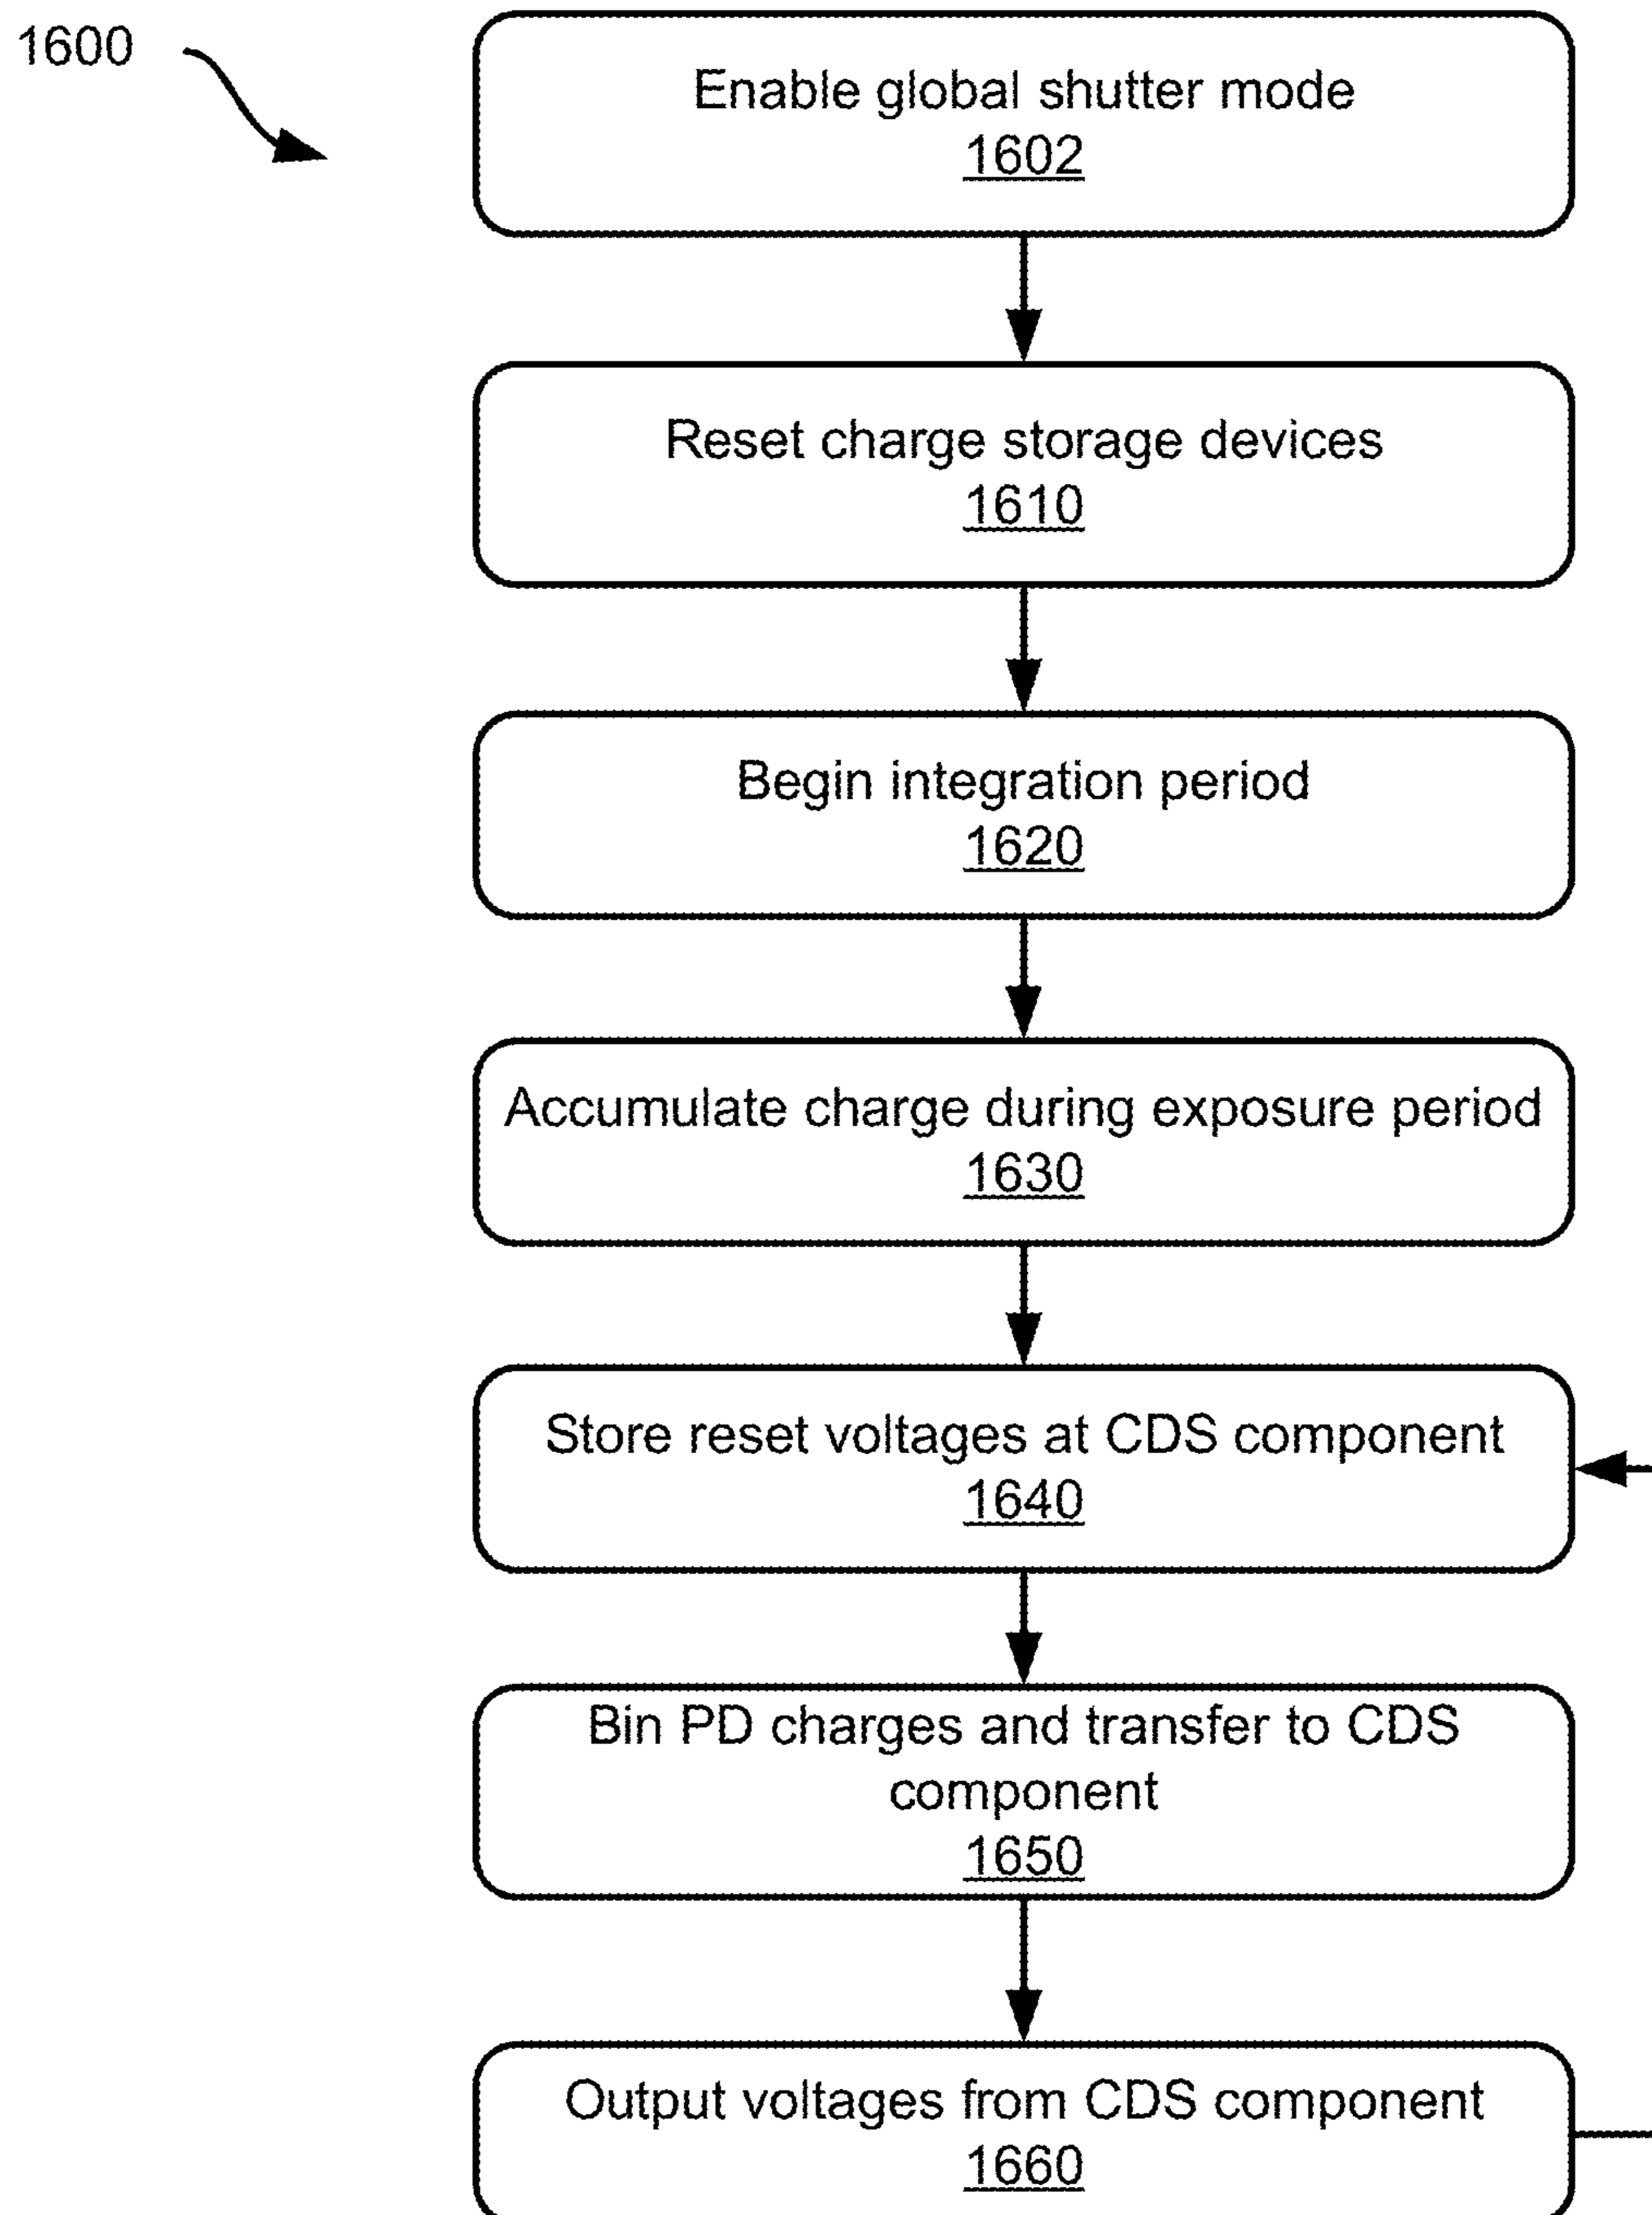 1600
Enable global shutter mode
1602
Reset charge storage devices
1610
Begin integration period
1620
Accumulate charge during exposure period
1630
Store reset voltages at CDS component
1640
Bin PD charges and transfer to CDS
component
1650
Output voltages from CDS component
1660